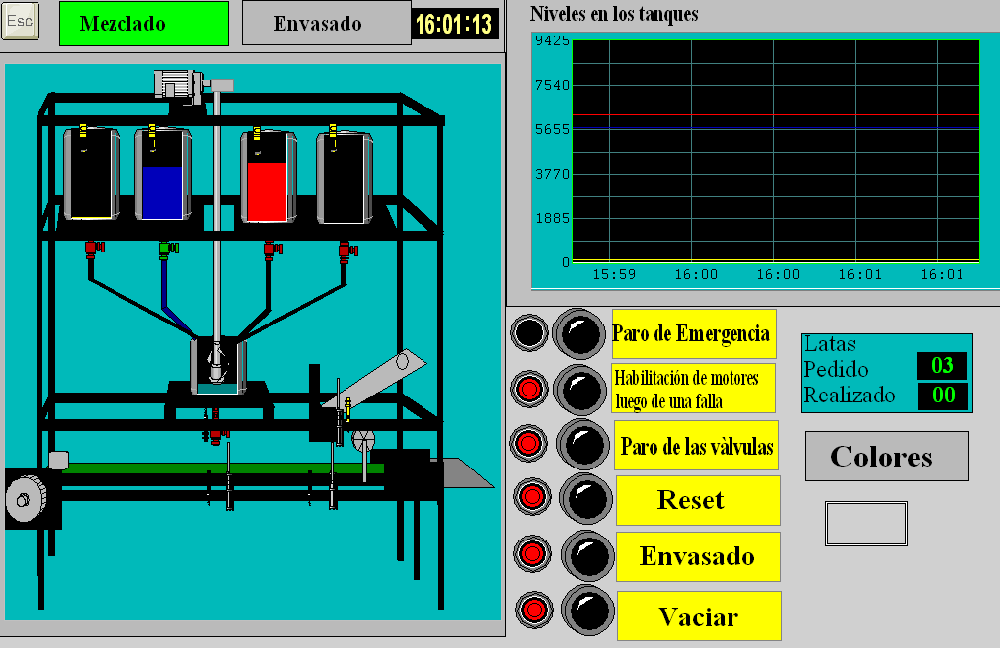 Esc
Mezclado
Envasado
16:01:13
Niveles en los tanques
9425
7540
5655
3770
1885
0
15:59 16:00 16:00 16:01 16:01
Paro de Emergencia
Habilitación de motores
luego de una falla
Paro de las vàlvulas
Reset
Envasado
Vaciar
Latas
Pedido 03
Realizado 00
Colores